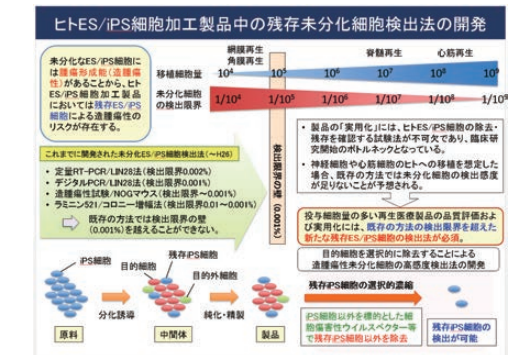 ヒトES/iPS細胞加工製品中の残存未分化細胞検出法の開発
未分化なES/iPS細胞に
は腫瘍形成能(造腫瘍
性)があることから、ヒト
ES/iPS細胞加工製品
においては残存ES/iPS
細胞による造腫瘍性の
リスクが存在する。
網膜再生
角膜再生
脊髄再生
心筋再生
移植細胞量
10⁴
10⁵
10⁶
10⁷
10⁸
10⁹
未分化細胞
の検出限界
1/10⁴
1/10⁵
1/10⁶
1/10⁷
1/10⁸
1/10⁹
これまでに開発された未分化ES/iPS細胞検出法(~H26)
• 定量RT-PCR/LIN28法(検出限界0.002%)
• デジタルPCR/LIN28法(検出限界0.001%)
• 造腫瘍性試験/NOGマウス(検出限界~0.001%)
• ラミニン521/コロニー増幅法(検出限界0.01~0.001%)
既存の方法では検出限界の壁
(0.001%)を越えることができない。
検出限界の壁(0.001%)
• 製品の「実用化」には、ヒトES/iPS細胞の除去・
残存を確認する試験法が不可欠であり、臨床研
究開始のボトルネックとなっている。
• 神経細胞や心筋細胞のヒトへの移植を想定した場
合、既存の方法では未分化細胞の検出感度
が足りないことが予想される。
投与細胞量の多い再生医療製品の品質評価およ
び実用化には、既存の方法の検出限界を超えた
新たな残存ES/iPS細胞の検出法が必須。
目的細胞を選択的に除去することによる
造腫瘍性未分化細胞の高感度検出法の開発
iPS細胞
目的細胞
残存iPS細胞
目的外細胞
分化誘導
純化・精製
原料
中間体
製品
残存iPS細胞の選択的濃縮
iPS細胞以外を標的とした細
胞傷害性ウイルスベクター等
で残存iPS細胞以外を除去
残存iPS細胞の
検出が可能